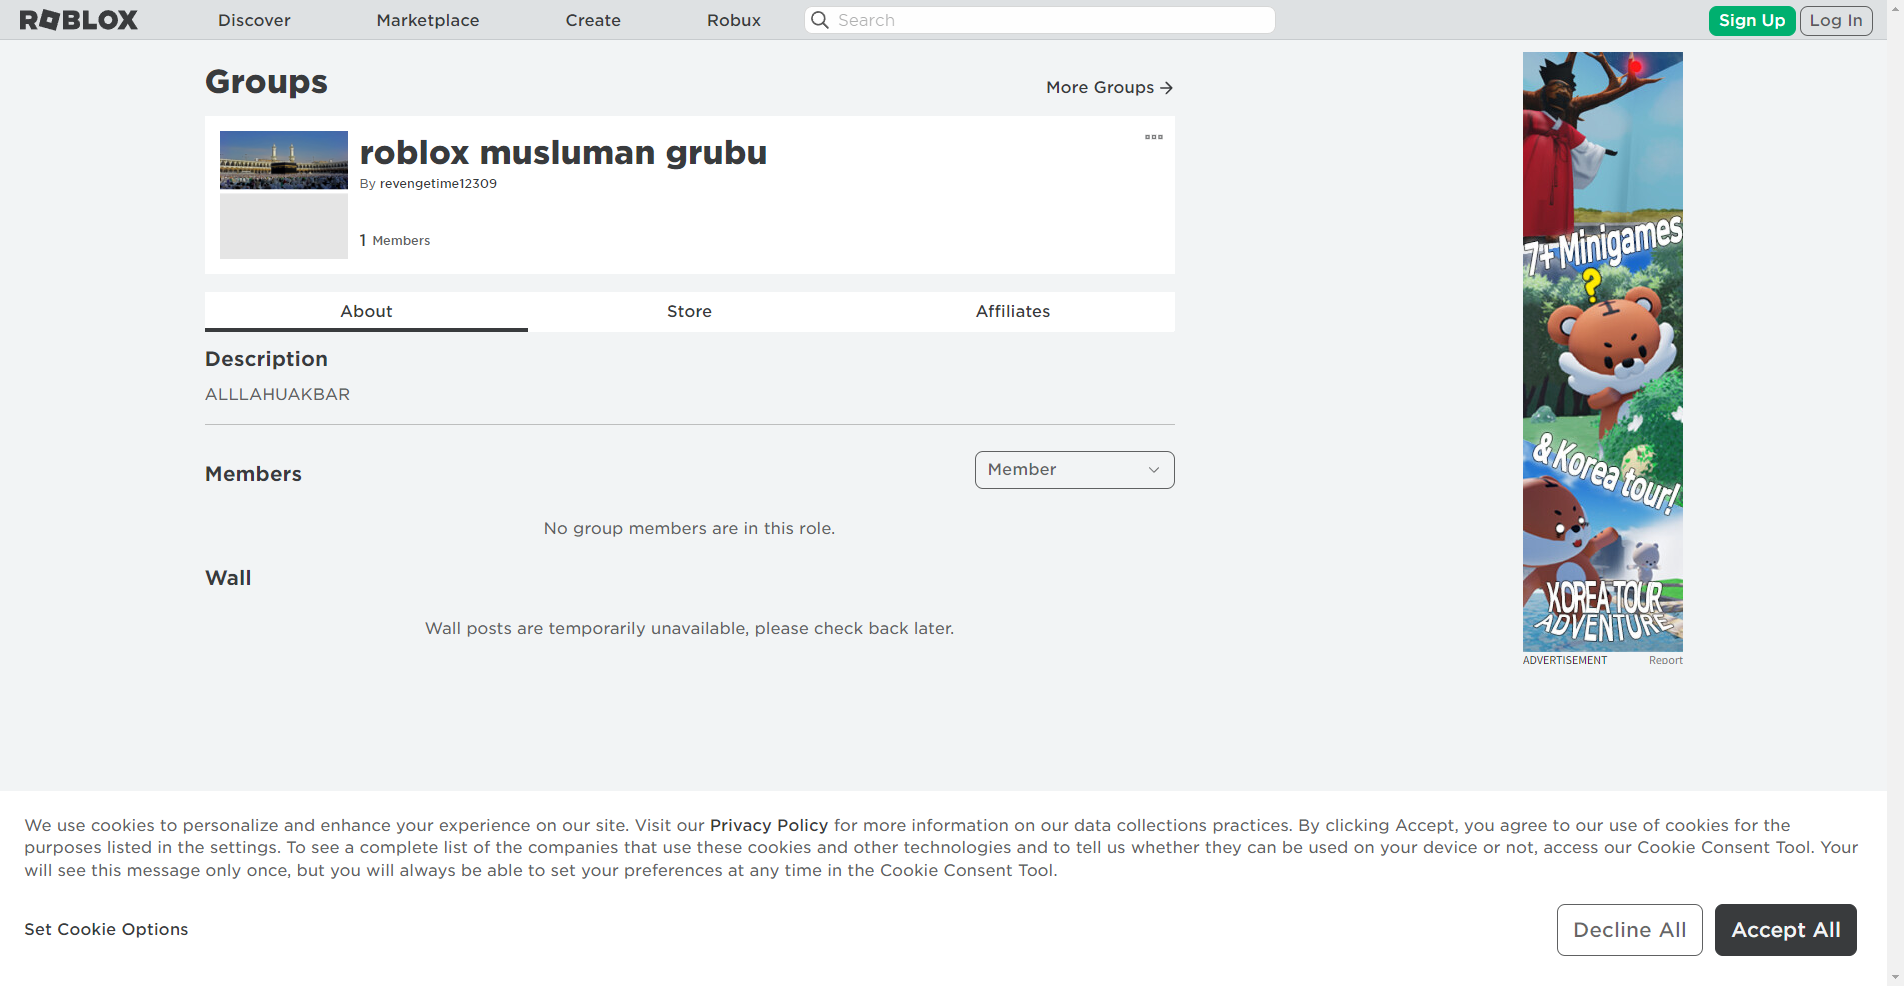 ROBLOX
Discover
Marketplace
Create
Robux
Search
Sign Up
Log In
Groups
More Groups
roblox musluman grubu
By revengetime12309
1 Members
About
Store
Affiliates
Description
ALLLAHUAKBAR
Members
Member
No group members are in this role.
Wall
Wall posts are temporarily unavailable, please check back later.
7+ Minigames
?
& Korea tour!
KOREA TOUR
ADVENTURE
ADVERTISEMENT
Report
We use cookies to personalize and enhance your experience on our site. Visit our Privacy Policy for more information on our data collections practices. By clicking Accept, you agree to our use of cookies for the
purposes listed in the settings. To see a complete list of the companies that use these cookies and other technologies and to tell us whether they can be used on your device or not, access our Cookie Consent Tool. Your
will see this message only once, but you will always be able to set your preferences at any time in the Cookie Consent Tool.
Set Cookie Options
Decline All
Accept All